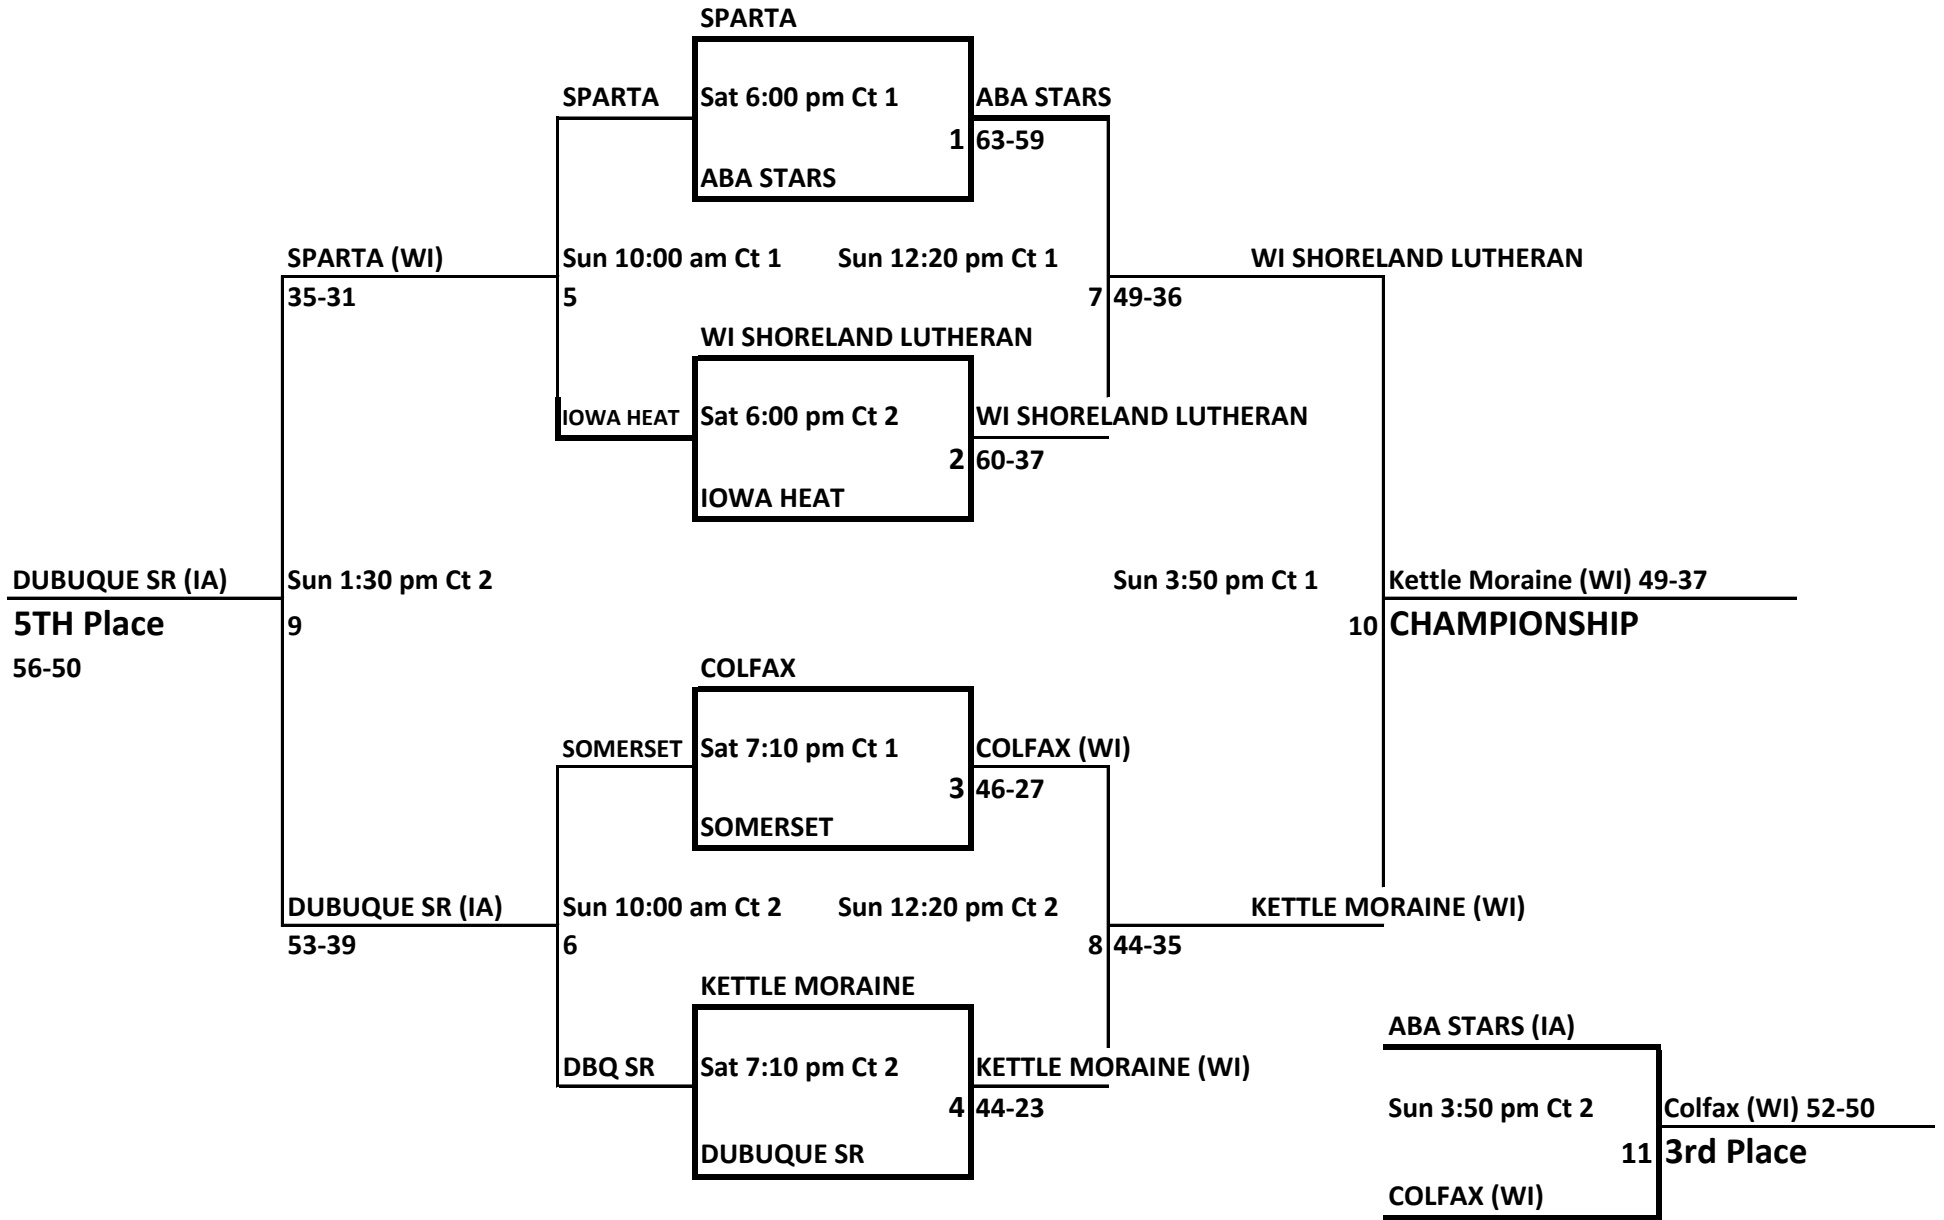 SPARTA
SPARTA
Sat 6:00 pm Ct 1
ABA STARS
1
63-59
ABA STARS
SPARTA (WI)
Sun 10:00 am Ct 1
Sun 12:20 pm Ct 1
WI SHORELAND LUTHERAN
35-31
5
7
49-36
WI SHORELAND LUTHERAN
IOWA HEAT
Sat 6:00 pm Ct 2
WI SHORELAND LUTHERAN
2
60-37
IOWA HEAT
DUBUQUE SR (IA)
Sun 1:30 pm Ct 2
Sun 3:50 pm Ct 1
Kettle Moraine (WI) 49-37
5TH Place
9
10
CHAMPIONSHIP
56-50
COLFAX
SOMERSET
Sat 7:10 pm Ct 1
COLFAX (WI)
3
46-27
SOMERSET
DUBUQUE SR (IA)
Sun 10:00 am Ct 2
Sun 12:20 pm Ct 2
KETTLE MORAINE (WI)
53-39
6
8
44-35
KETTLE MORAINE
ABA STARS (IA)
DBQ SR
Sat 7:10 pm Ct 2
KETTLE MORAINE (WI)
4
44-23
Sun 3:50 pm Ct 2
Colfax (WI) 52-50
DUBUQUE SR
11
3rd Place
COLFAX (WI)